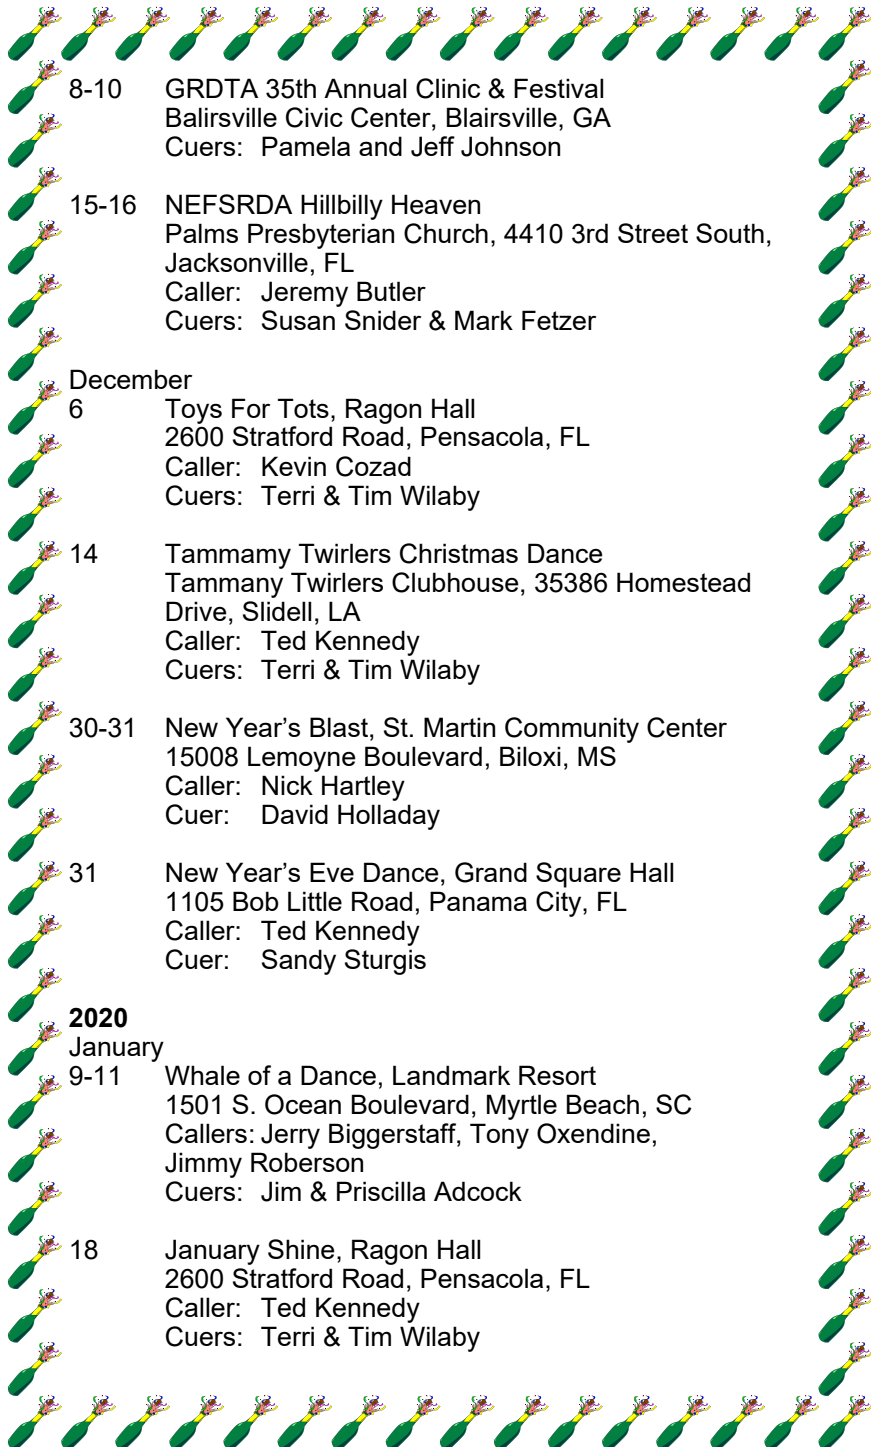 8-10 GRDTA 35th Annual Clinic & Festival
Balirsville Civic Center, Blairsville, GA
Cuers: Pamela and Jeff Johnson
15-16 NEFSRDA Hillbilly Heaven
Palms Presbyterian Church, 4410 3rd Street South,
Jacksonville, FL
Caller: Jeremy Butler
Cuers: Susan Snider & Mark Fetzer
December
6 Toys For Tots, Ragon Hall
2600 Stratford Road, Pensacola, FL
Caller: Kevin Cozad
Cuers: Terri & Tim Wilaby
14 Tammamy Twirlers Christmas Dance
Tammany Twirlers Clubhouse, 35386 Homestead
Drive, Slidell, LA
Caller: Ted Kennedy
Cuers: Terri & Tim Wilaby
30-31 New Year’s Blast, St. Martin Community Center
15008 Lemoyne Boulevard, Biloxi, MS
Caller: Nick Hartley
Cuer: David Holladay
31 New Year’s Eve Dance, Grand Square Hall
1105 Bob Little Road, Panama City, FL
Caller: Ted Kennedy
Cuer: Sandy Sturgis
2020
January
9-11 Whale of a Dance, Landmark Resort
1501 S. Ocean Boulevard, Myrtle Beach, SC
Callers: Jerry Biggerstaff, Tony Oxendine,
Jimmy Roberson
Cuers: Jim & Priscilla Adcock
18 January Shine, Ragon Hall
2600 Stratford Road, Pensacola, FL
Caller: Ted Kennedy
Cuers: Terri & Tim Wilaby